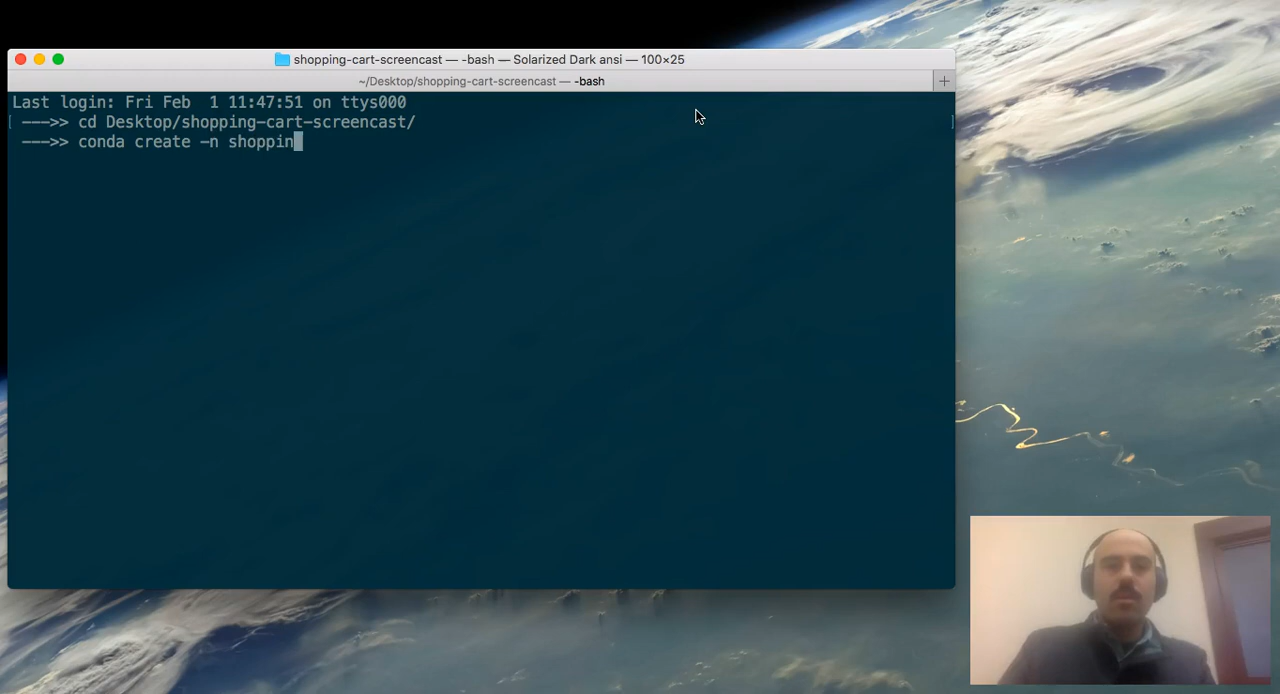 shopping-cart-screencast — -bash — Solarized Dark ansi — 100×25
~/Desktop/shopping-cart-screencast — -bash
Last login: Fri Feb  1 11:47:51 on ttys000
[ --->> cd Desktop/shopping-cart-screencast/ ]
--->> conda create -n shoppin